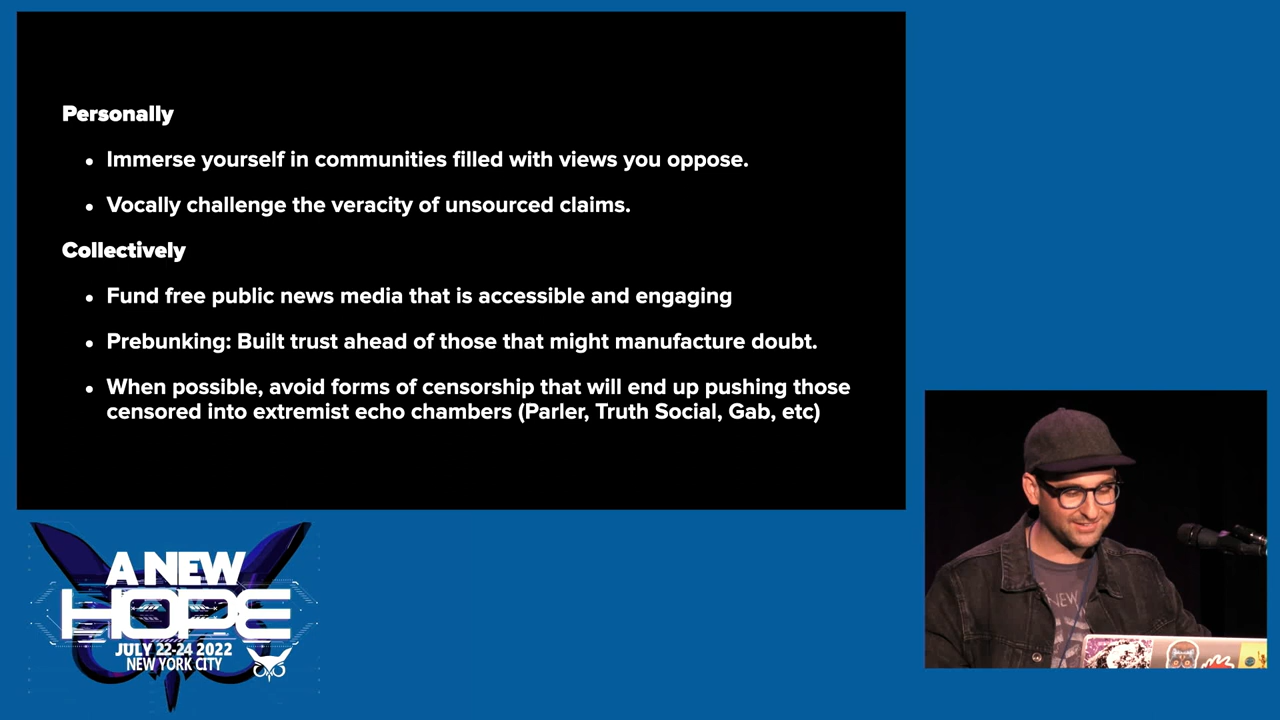 Personally
• Immerse yourself in communities filled with views you oppose.
• Vocally challenge the veracity of unsourced claims.
Collectively
• Fund free public news media that is accessible and engaging
• Prebunking: Built trust ahead of those that might manufacture doubt.
• When possible, avoid forms of censorship that will end up pushing those
censored into extremist echo chambers (Parler, Truth Social, Gab, etc)
A NEW
HOPE
JULY 22-24 2022
NEW YORK CITY
NEW